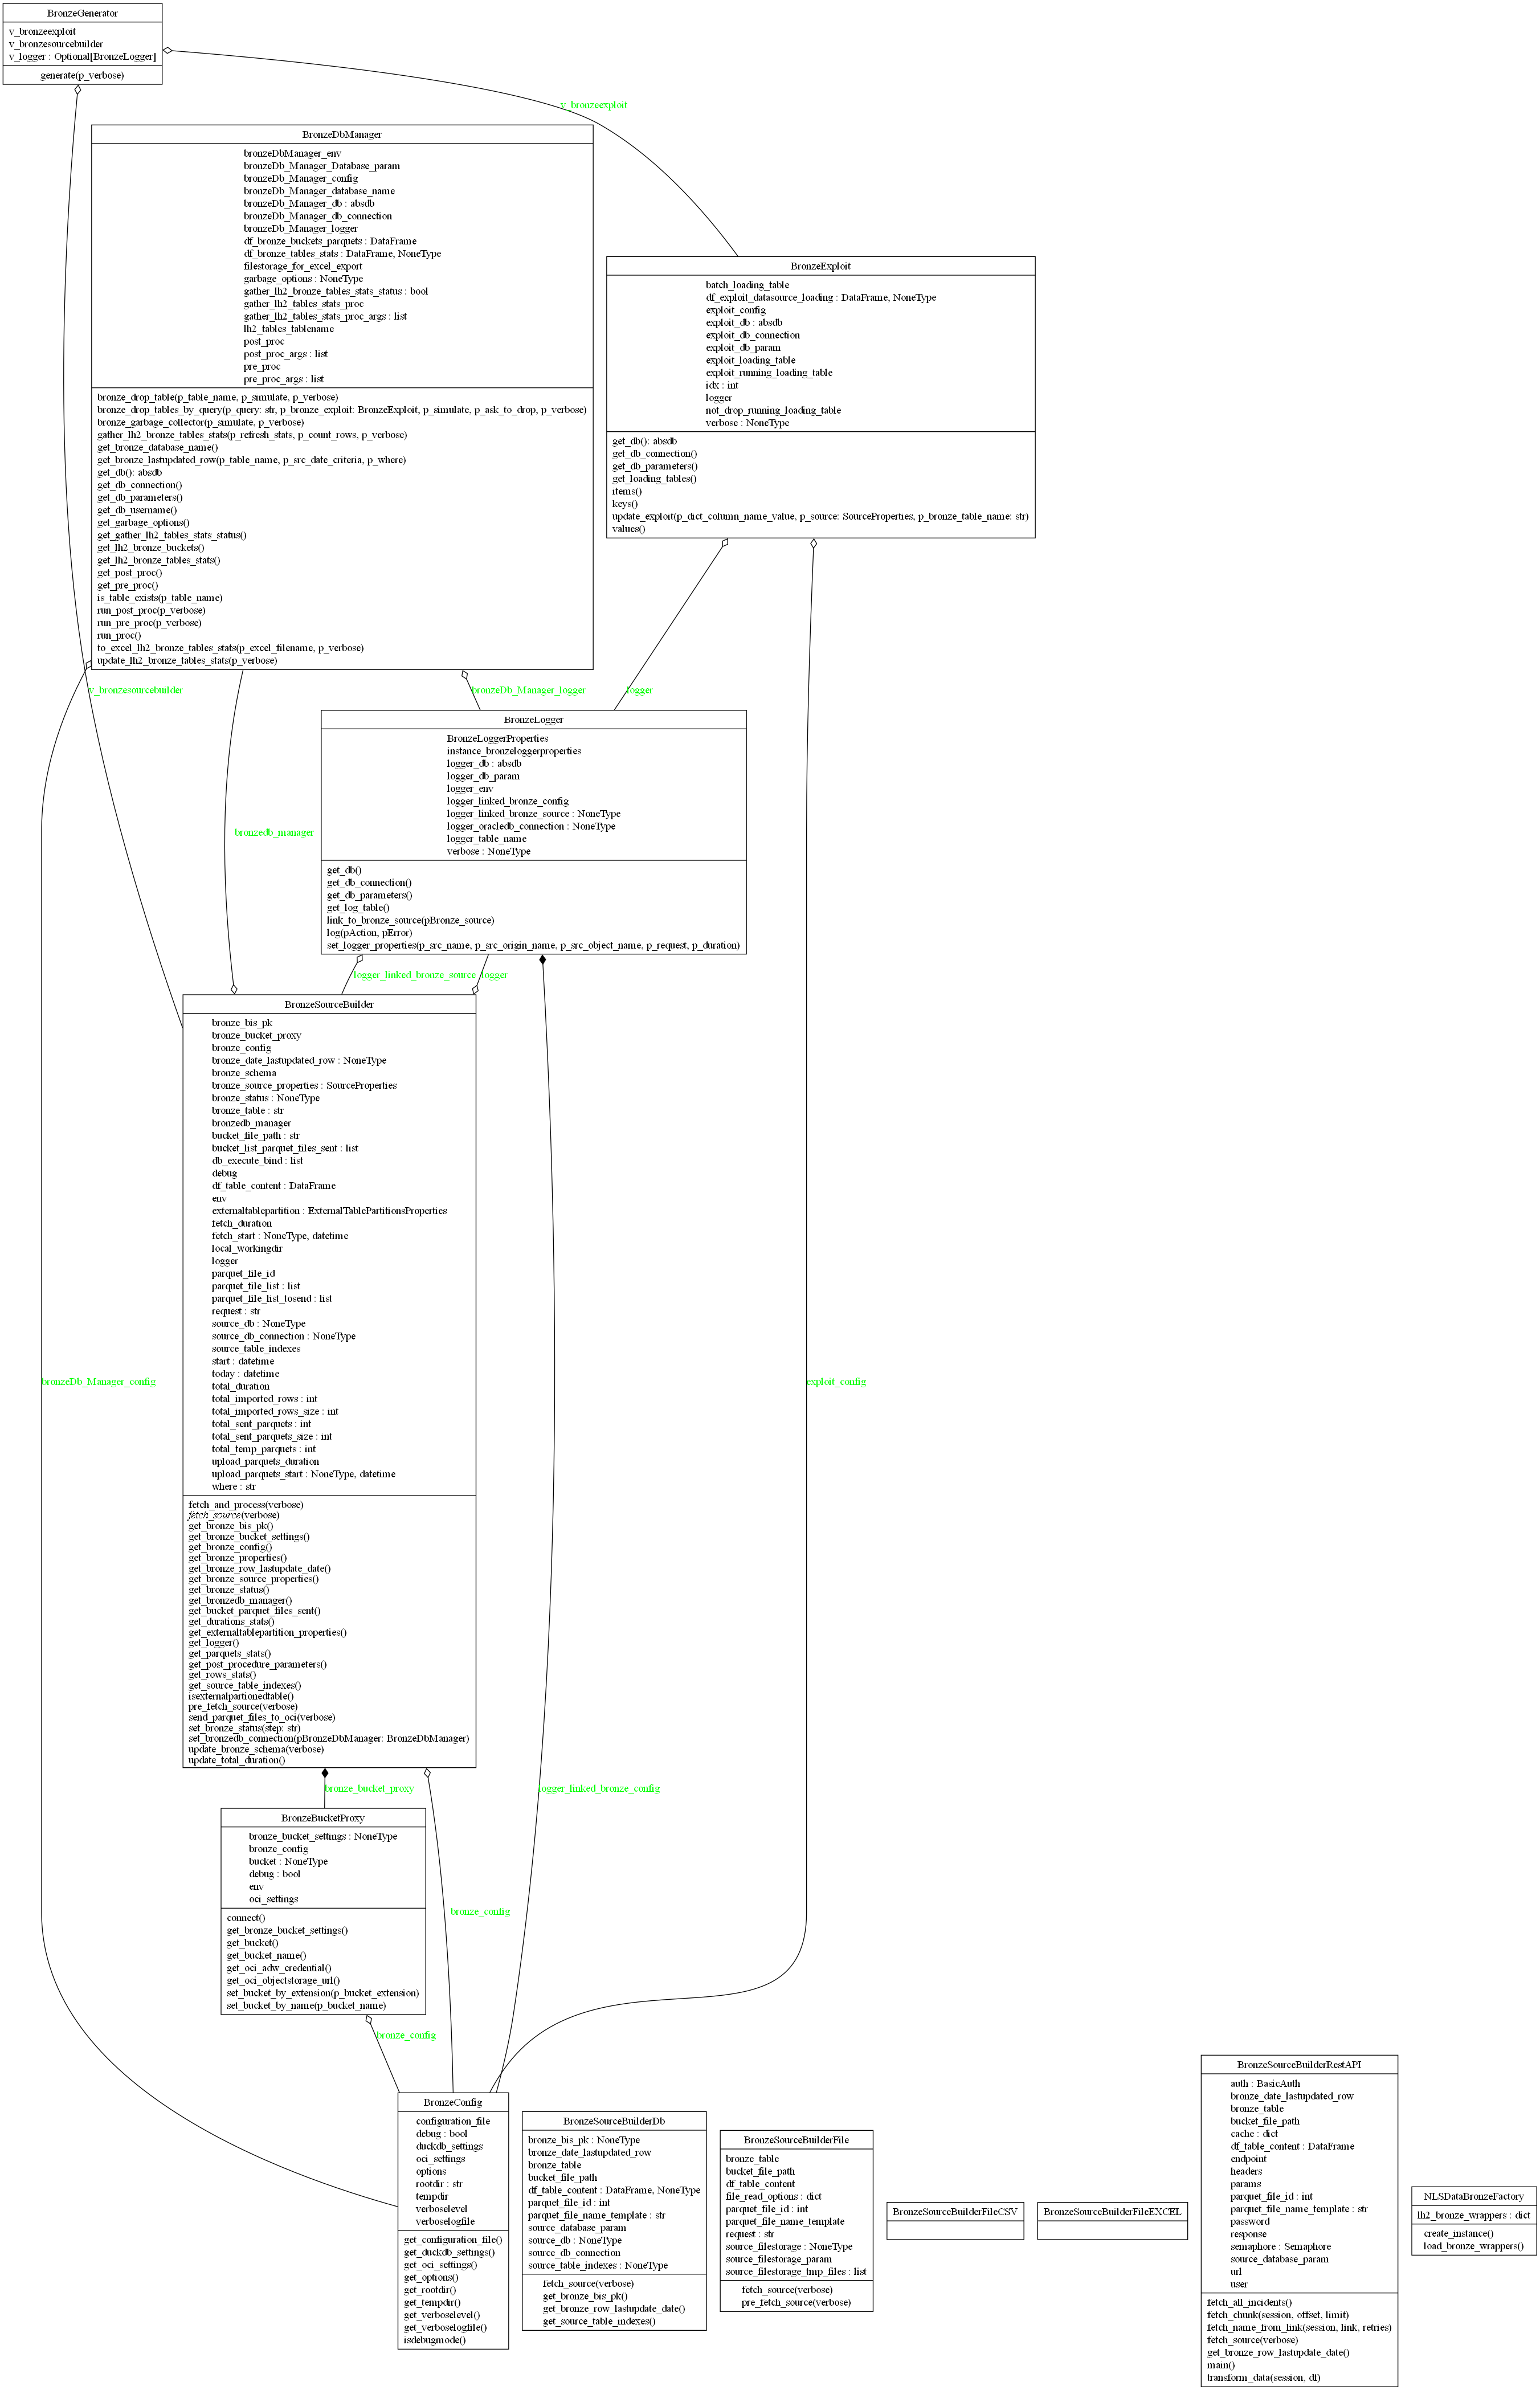 BronzeGenerator
v_bronzeexploit
v_bronzesourcebuilder
v_logger : Optional[BronzeLogger]
generate(p_verbose)
v_bronzeexploit
BronzeDbManager
bronzeDbManager_env
bronzeDb_Manager_Database_param
bronzeDb_Manager_config
bronzeDb_Manager_database_name
bronzeDb_Manager_db : absdb
bronzeDb_Manager_db_connection
bronzeDb_Manager_logger
df_bronze_buckets_parquets : DataFrame
df_bronze_tables_stats : DataFrame, NoneType
filestorage_for_excel_export
garbage_options : NoneType
gather_lh2_bronze_tables_stats_status : bool
gather_lh2_tables_stats_proc
gather_lh2_tables_stats_proc_args : list
lh2_tables_tablename
post_proc
post_proc_args : list
pre_proc
pre_proc_args : list
bronze_drop_table(p_table_name, p_simulate, p_verbose)
bronze_drop_tables_by_query(p_query: str, p_bronze_exploit: BronzeExploit, p_simulate, p_ask_to_drop, p_verbose)
bronze_garbage_collector(p_simulate, p_verbose)
gather_lh2_bronze_tables_stats(p_refresh_stats, p_count_rows, p_verbose)
get_bronze_database_name()
get_bronze_lastupdated_row(p_table_name, p_src_date_criteria, p_where)
get_db(): absdb
get_db_connection()
get_db_parameters()
get_db_username()
get_garbage_options()
get_gather_lh2_tables_stats_status()
get_lh2_bronze_buckets()
get_lh2_bronze_tables_stats()
get_post_proc()
get_pre_proc()
is_table_exists(p_table_name)
run_post_proc(p_verbose)
run_pre_proc(p_verbose)
run_proc()
to_excel_lh2_bronze_tables_stats(p_excel_filename, p_verbose)
update_lh2_bronze_tables_stats(p_verbose)
BronzeExploit
batch_loading_table
df_exploit_datasource_loading : DataFrame, NoneType
exploit_config
exploit_db : absdb
exploit_db_connection
exploit_db_param
exploit_loading_table
exploit_running_loading_table
idx : int
logger
not_drop_running_loading_table
verbose : NoneType
get_db(): absdb
get_db_connection()
get_db_parameters()
get_loading_tables()
items()
keys()
update_exploit(p_dict_column_name_value, p_source: SourceProperties, p_bronze_table_name: str)
values()
v_bronzesourcebuilder
bronzeDb_Manager_logger
logger
BronzeLogger
BronzeLoggerProperties
instance_bronzeloggerproperties
logger_db : absdb
logger_db_param
logger_env
logger_linked_bronze_config
logger_linked_bronze_source : NoneType
logger_oracledb_connection : NoneType
logger_table_name
verbose : NoneType
get_db()
get_db_connection()
get_db_parameters()
get_log_table()
link_to_bronze_source(pBronze_source)
log(pAction, pError)
set_logger_properties(p_src_name, p_src_origin_name, p_src_object_name, p_request, p_duration)
bronzedb_manager
logger_linked_bronze_source
logger
BronzeSourceBuilder
bronze_bis_pk
bronze_bucket_proxy
bronze_config
bronze_date_lastupdated_row : NoneType
bronze_schema
bronze_source_properties : SourceProperties
bronze_status : NoneType
bronze_table : str
bronzedb_manager
bucket_file_path : str
bucket_list_parquet_files_sent : list
db_execute_bind : list
debug
df_table_content : DataFrame
env
externaltablepartition : ExternalTablePartitionsProperties
fetch_duration
fetch_start : NoneType, datetime
local_workingdir
logger
parquet_file_id
parquet_file_list : list
parquet_file_list_tosend : list
request : str
source_db : NoneType
source_db_connection : NoneType
source_table_indexes
start : datetime
today : datetime
total_duration
total_imported_rows : int
total_imported_rows_size : int
total_sent_parquets : int
total_sent_parquets_size : int
total_temp_parquets : int
upload_parquets_duration
upload_parquets_start : NoneType, datetime
where : str
fetch_and_process(verbose)
fetch_source(verbose)
get_bronze_bis_pk()
get_bronze_bucket_settings()
get_bronze_config()
get_bronze_properties()
get_bronze_row_lastupdate_date()
get_bronze_source_properties()
get_bronze_status()
get_bronzedb_manager()
get_bucket_parquet_files_sent()
get_durations_stats()
get_externaltablepartition_properties()
get_logger()
get_parquets_stats()
get_post_procedure_parameters()
get_rows_stats()
get_source_table_indexes()
isexternalpartionedtable()
pre_fetch_source(verbose)
send_parquet_files_to_oci(verbose)
set_bronze_status(step: str)
set_bronzedb_connection(pBronzeDbManager: BronzeDbManager)
update_bronze_schema(verbose)
update_total_duration()
bronzeDb_Manager_config
exploit_config
bronze_bucket_proxy
logger_linked_bronze_config
BronzeBucketProxy
bronze_bucket_settings : NoneType
bronze_config
bucket : NoneType
debug : bool
env
oci_settings
connect()
get_bronze_bucket_settings()
get_bucket()
get_bucket_name()
get_oci_adw_credential()
get_oci_objectstorage_url()
set_bucket_by_extension(p_bucket_extension)
set_bucket_by_name(p_bucket_name)
bronze_config
bronze_config
BronzeConfig
configuration_file
debug : bool
duckdb_settings
oci_settings
options
rootdir : str
tempdir
verboselevel
verboselogfile
get_configuration_file()
get_duckdb_settings()
get_oci_settings()
get_options()
get_rootdir()
get_tempdir()
get_verboselevel()
get_verboselogfile()
isdebugmode()
BronzeSourceBuilderDb
bronze_bis_pk : NoneType
bronze_date_lastupdated_row
bronze_table
bucket_file_path
df_table_content : DataFrame, NoneType
parquet_file_id : int
parquet_file_name_template : str
source_database_param
source_db : NoneType
source_db_connection
source_table_indexes : NoneType
fetch_source(verbose)
get_bronze_bis_pk()
get_bronze_row_lastupdate_date()
get_source_table_indexes()
BronzeSourceBuilderFile
bronze_table
bucket_file_path
df_table_content
file_read_options : dict
parquet_file_id : int
parquet_file_name_template
request : str
source_filestorage : NoneType
source_filestorage_param
source_filestorage_tmp_files : list
fetch_source(verbose)
pre_fetch_source(verbose)
BronzeSourceBuilderFileCSV
BronzeSourceBuilderFileEXCEL
BronzeSourceBuilderRestAPI
auth : BasicAuth
bronze_date_lastupdated_row
bronze_table
bucket_file_path
cache : dict
df_table_content : DataFrame
endpoint
headers
params
parquet_file_id : int
parquet_file_name_template : str
password
response
semaphore : Semaphore
source_database_param
url
user
fetch_all_incidents()
fetch_chunk(session, offset, limit)
fetch_name_from_link(session, link, retries)
fetch_source(verbose)
get_bronze_row_lastupdate_date()
main()
transform_data(session, df)
NLSDataBronzeFactory
lh2_bronze_wrappers : dict
create_instance()
load_bronze_wrappers()